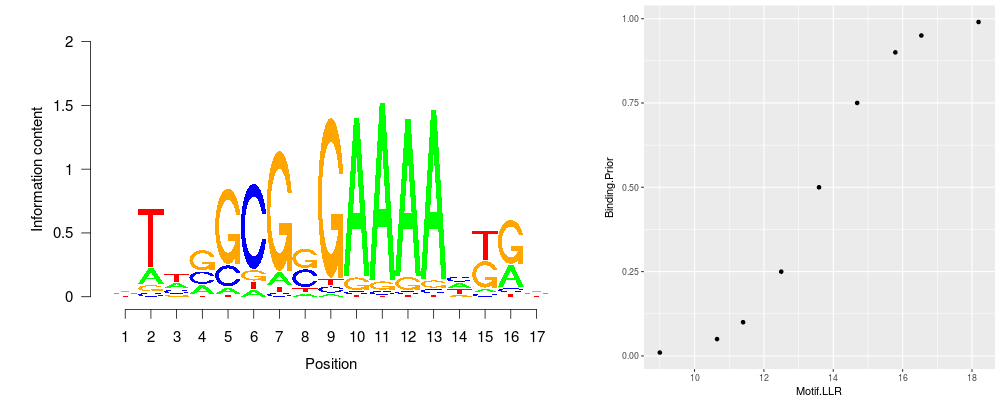 Information content
2
1.5
1
0.5
0
1 2 3 4 5 6 7 8 9 10 11 12 13 14 15 16 17
Position
T A G
T A
G C A
G C A
C G T A
G A T
G C T A
G T C
A G
A G
A G
A G
C A G
T G A C
G A C T
Binding.Prior
1.00
0.75
0.50
0.25
0.00
10 12 14 16 18
Motif.LLR